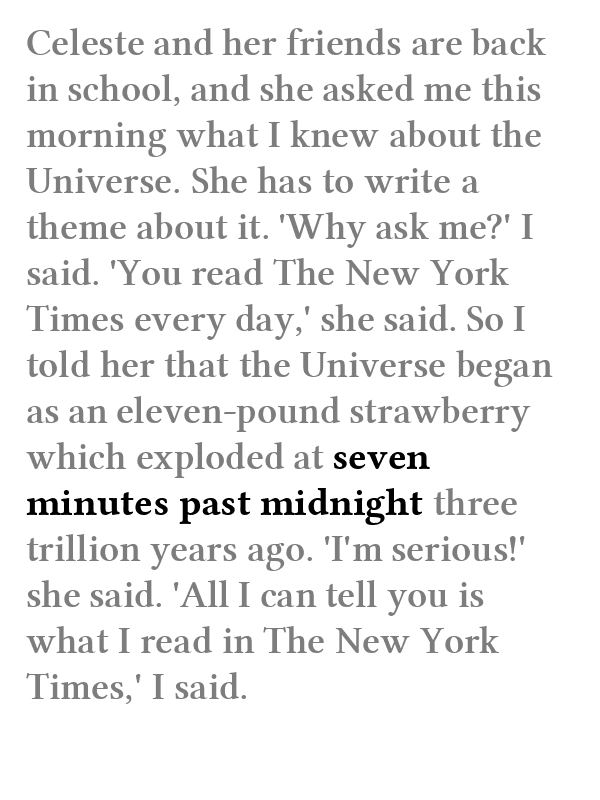 Celeste and her friends are back
in school, and she asked me this
morning what I knew about the
Universe. She has to write a
theme about it. 'Why ask me?' I
said. 'You read The New York
Times every day,' she said. So I
told her that the Universe began
as an eleven-pound strawberry
which exploded at seven
minutes past midnight three
trillion years ago. 'I'm serious!'
she said. 'All I can tell you is
what I read in The New York
Times,' I said.